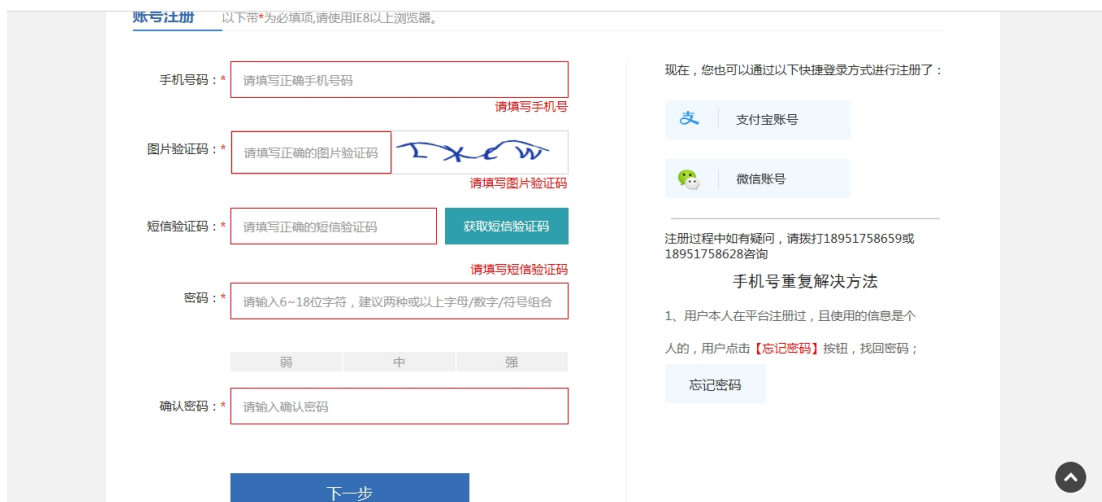 账号注册 以下带*为必填项,请使用IE8以上浏览器。
手机号码：* 请填写正确手机号码
请填写手机号
图片验证码：* 请填写正确的图片验证码
请填写图片验证码
短信验证码：* 请填写正确的短信验证码 获取短信验证码
请填写短信验证码
密码：* 请输入6~18位字符，建议两种或以上字母/数字/符号组合
弱 中 强
确认密码：* 请输入确认密码
下一步
现在，您也可以通过以下快捷登录方式进行注册了：
支 支付宝账号
微信账号
注册过程中如有疑问，请拨打18951758659或
18951758628咨询
手机号重复解决方法
1、用户本人在平台注册过，且使用的信息是个
人的，用户点击【忘记密码】按钮，找回密码；
忘记密码